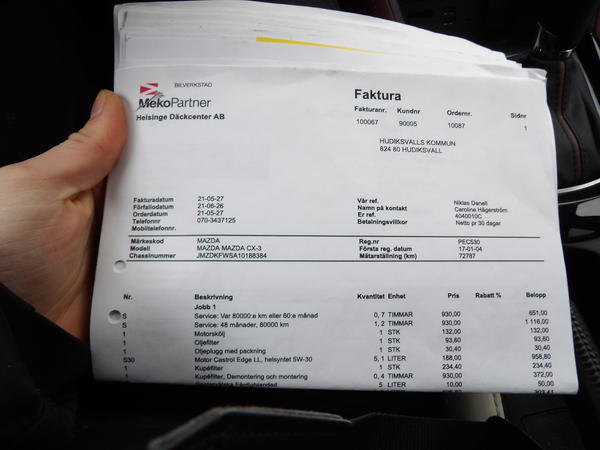 BILVERKSTAD
MekoPartner
Helsinge Däckcenter AB
Faktura
Fakturanr. Kundnr Ordernr. Sidnr
100067 90005 10087 1
HUDIKSVALLS KOMMUN
824 80 HUDIKSVALL
Fakturadatum 21-05-27 Vår ref. Niklas Danell
Förfallodatum 21-06-26 Namn på kontakt Caroline Hägerström
Orderdatum 21-05-27 Er ref. 4040010C
Telefonnr 070-3437125 Betalningsvillkor Netto pr 30 dagar
Mobiltelefonnr.
Märkeskod MAZDA Reg.nr PEC530
Modell MAZDA MAZDA CX-3 Första reg. datum 17-01-04
Chassinummer JMZDKFWSA10188384 Mätarställning (km) 72787
Nr. Beskrivning Kvantitet Enhet Pris Rabatt % Belopp
Jobb 1
S Service: Var 80000:e km eller 60:e månad 0,7 TIMMAR 930,00 651,00
S Service: 48 månader, 80000 km 1,2 TIMMAR 930,00 1 116,00
1 Motorskölj 1 STK 132,00 132,00
1 Oljefilter 1 STK 93,60 93,60
1 Oljeplugg med packning 1 STK 30,40 30,40
530 Motor Castrol Edge LL, helsyntet 5W-30 5,1 LITER 188,00 958,80
1 Kupéfilter 1 STK 234,40 234,40
1 Kupéfilter, Demontering och montering 0,4 TIMMAR 930,00 372,00
5 LITER 10,00 50,00